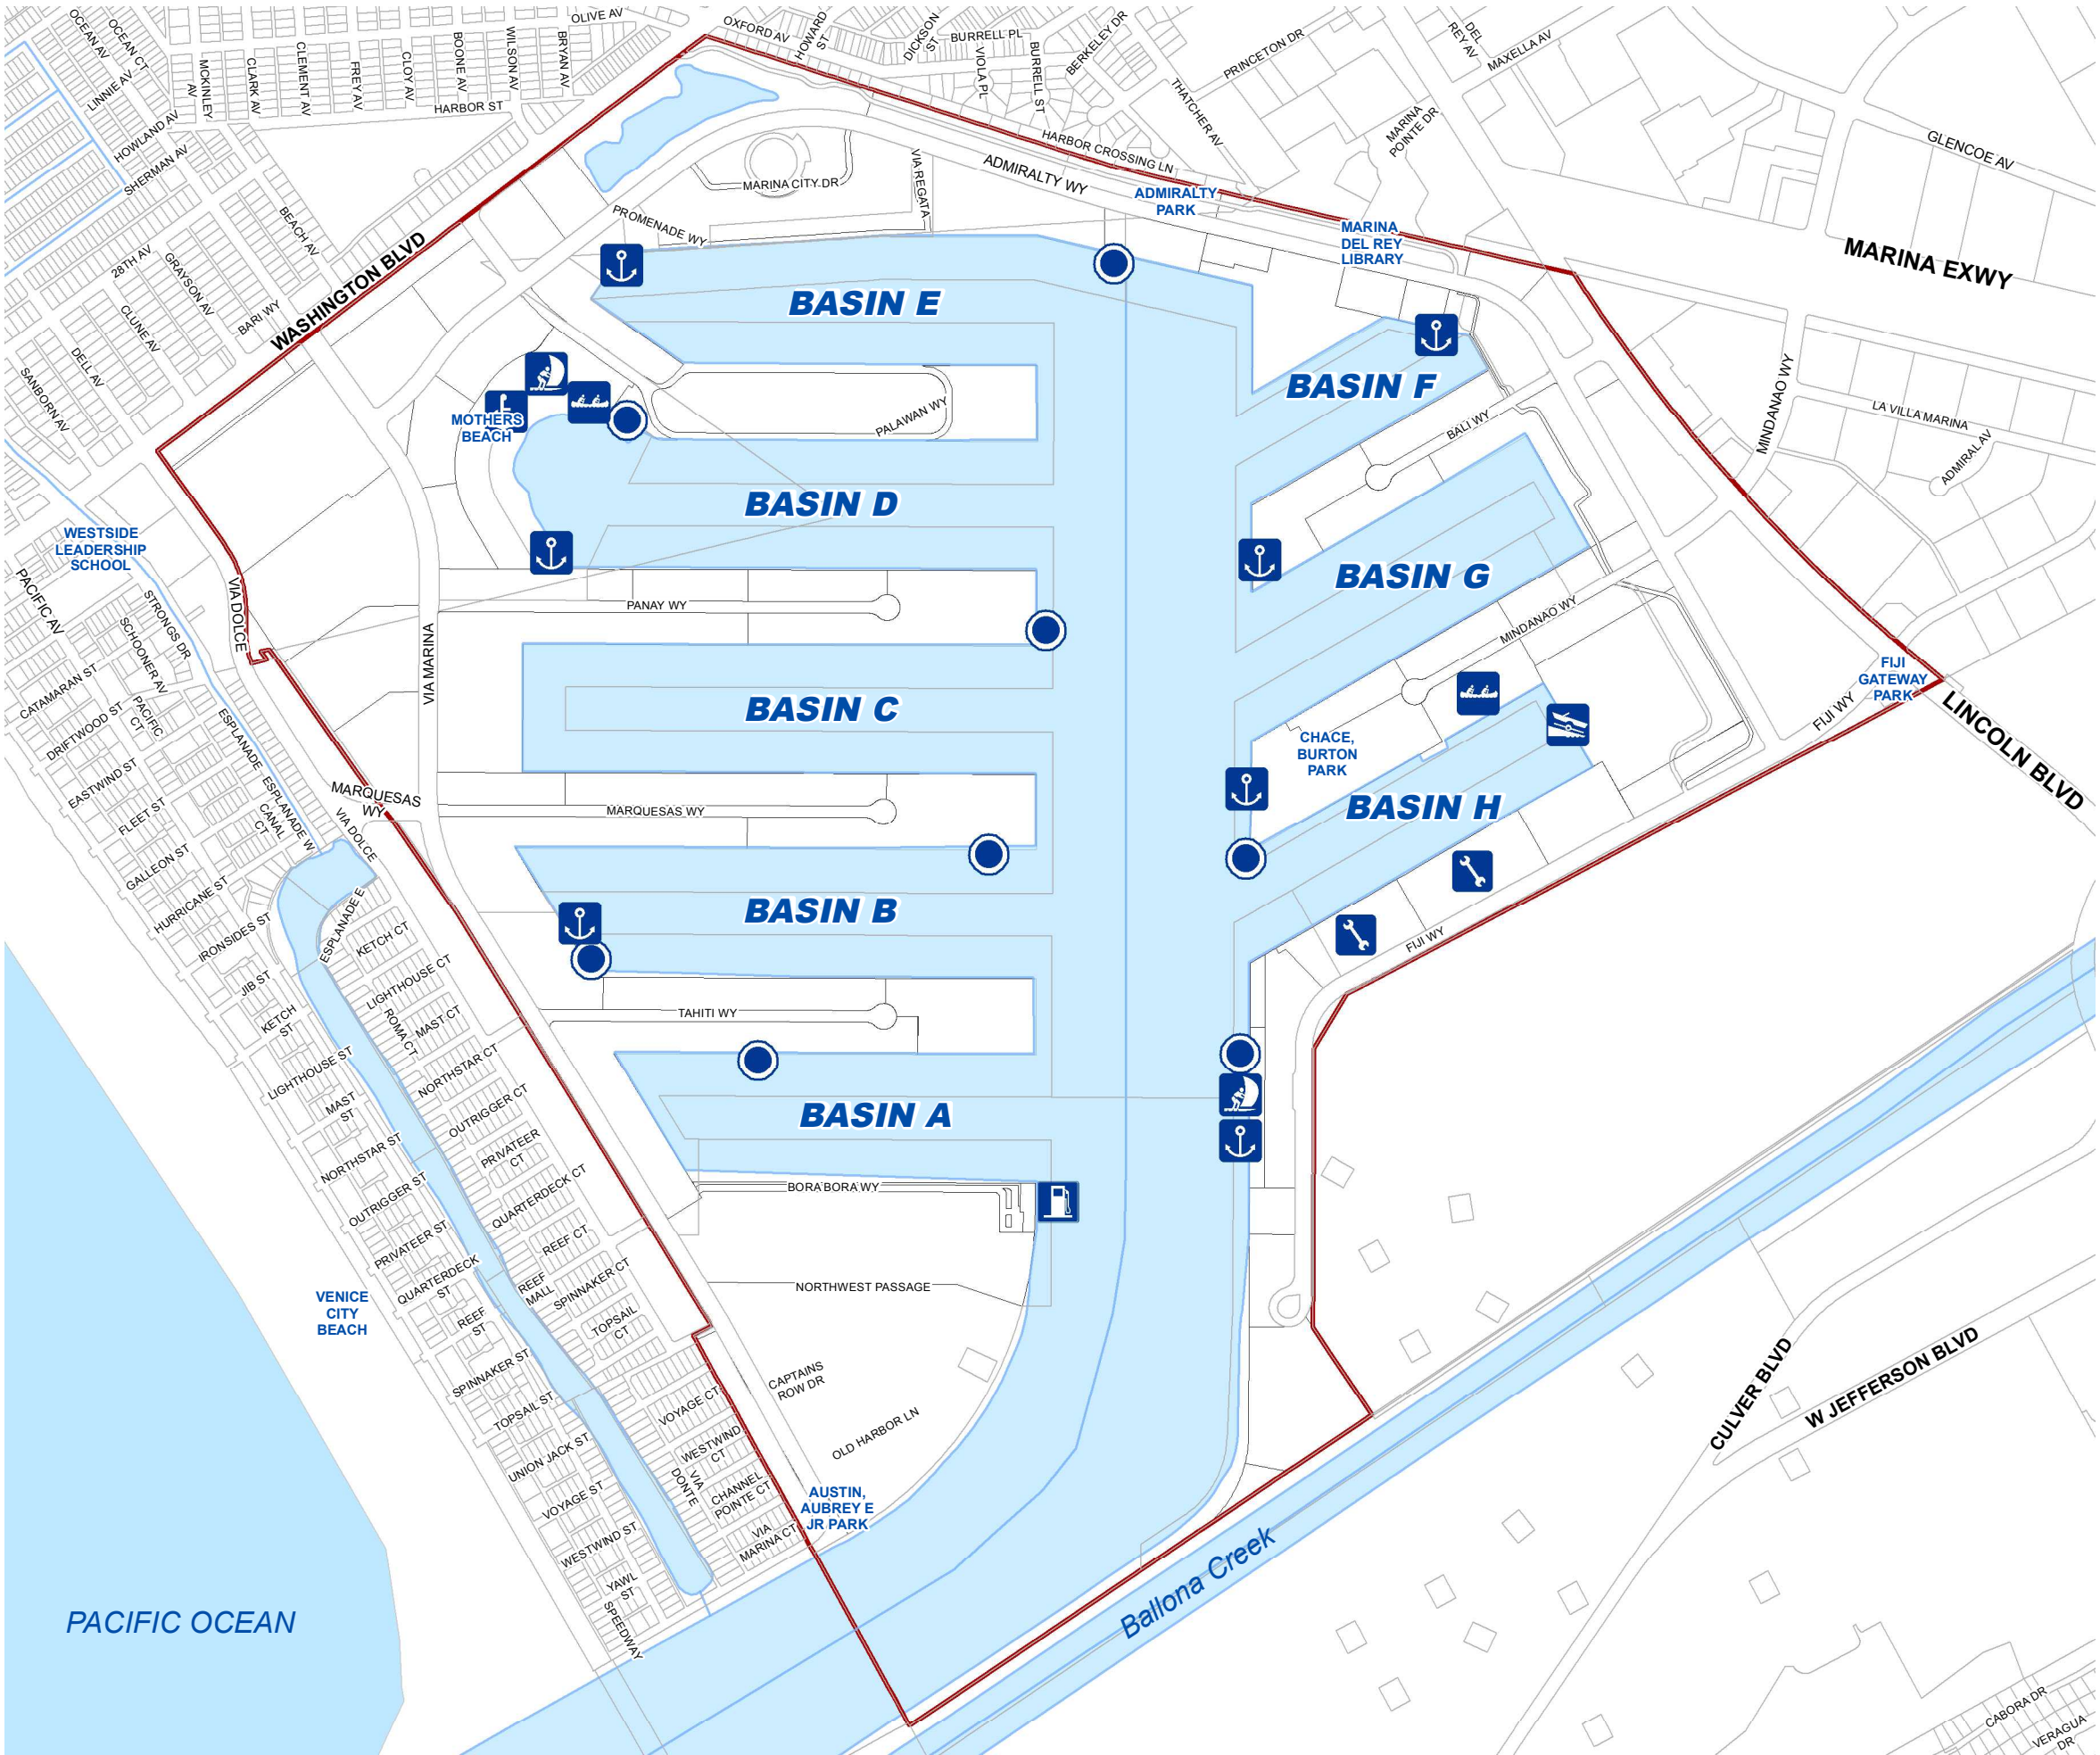 OLIVE AV
OCEAN AV
OCEAN CT
LINNIE AV
HOWLAND AV
SHERMAN AV
MCKINLEY
AV
CLARK AV
CLEMENT AV
FREY AV
CLOY AV
BOONE AV
WILSON AV
BRYAN AV
HARBOR ST
OXFORD AV
HOWARD
ST
DICKSON
ST
BURRELL PL
VIOLA PL
BURRELL ST
BERKELEY DR
THATCHER AV
PRINCETON DR
DEL
REY AV
MAXELLA AV
MARINA
POINTE DR
GLENCOE AV
HARBOR CROSSING LN
ADMIRALTY WY
ADMIRALTY
PARK
MARINA
DEL REY
LIBRARY
MARINA EXWY
MARINA CITY DR
VIA REGATA
PROMENADE WY
BEACH AV
28TH AV
GRAYSON AV
CLUNE AV
BARI WY
DELL AV
SANBORN AV
WASHINGTON BLVD
BASIN E
BASIN F
BALI WY
MINDANAO WY
LA VILLA MARINA
ADMIRAL AV
MOTHERS
BEACH
PALAWAN WY
BASIN D
BASIN G
WESTSIDE
LEADERSHIP
SCHOOL
PACIFIC AV
STRONGS DR
VIA DOLCE
VIA MARINA
PANAY WY
MINDANAO WY
FIJI
GATEWAY
PARK
FIJI WY
LINCOLN BLVD
SCHOONER AV
CATAMARAN ST
DRIFTWOOD ST
PACIFIC
CT
EASTWIND ST
FLEET ST
GALLEON ST
HURRICANE ST
IRONSIDES ST
ESPLANADE
ESPLANADE W
CANAL
CT
BASIN C
CHACE,
BURTON
PARK
MARQUESAS
WY
MARQUESAS WY
VIA DOLCE
BASIN H
ESPLANADE E
KETCH CT
BASIN B
FIJI WY
JIB ST
KETCH
ST
LIGHTHOUSE CT
MAST CT
ROMA CT
NORTHSTAR CT
LIGHTHOUSE ST
MAST
ST
TAHITI WY
OUTRIGGER CT
PRIVATEER
CT
QUARTERDECK CT
BASIN A
NORTHSTAR ST
OUTRIGGER ST
PRIVATEER ST
QUARTERDECK
ST
BORA BORA WY
REEF CT
REEF
MALL
SPINNAKER CT
TOPSAIL
CT
NORTHWEST PASSAGE
VENICE
CITY
BEACH
REEF
ST
SPINNAKER ST
TOPSAIL ST
UNION JACK ST
VOYAGE ST
WESTWIND ST
YAWL
ST
SPEEDWAY
VOYAGE CT
WESTWIND
CT
VIA
DONTE
CHANNEL
POINTE CT
VIA
MARINA CT
CAPTAINS
ROW DR
OLD HARBOR LN
AUSTIN,
AUBREY E
JR PARK
CULVER BLVD
W JEFFERSON BLVD
Ballona Creek
PACIFIC OCEAN
CABORA DR
VERAGUA
DR